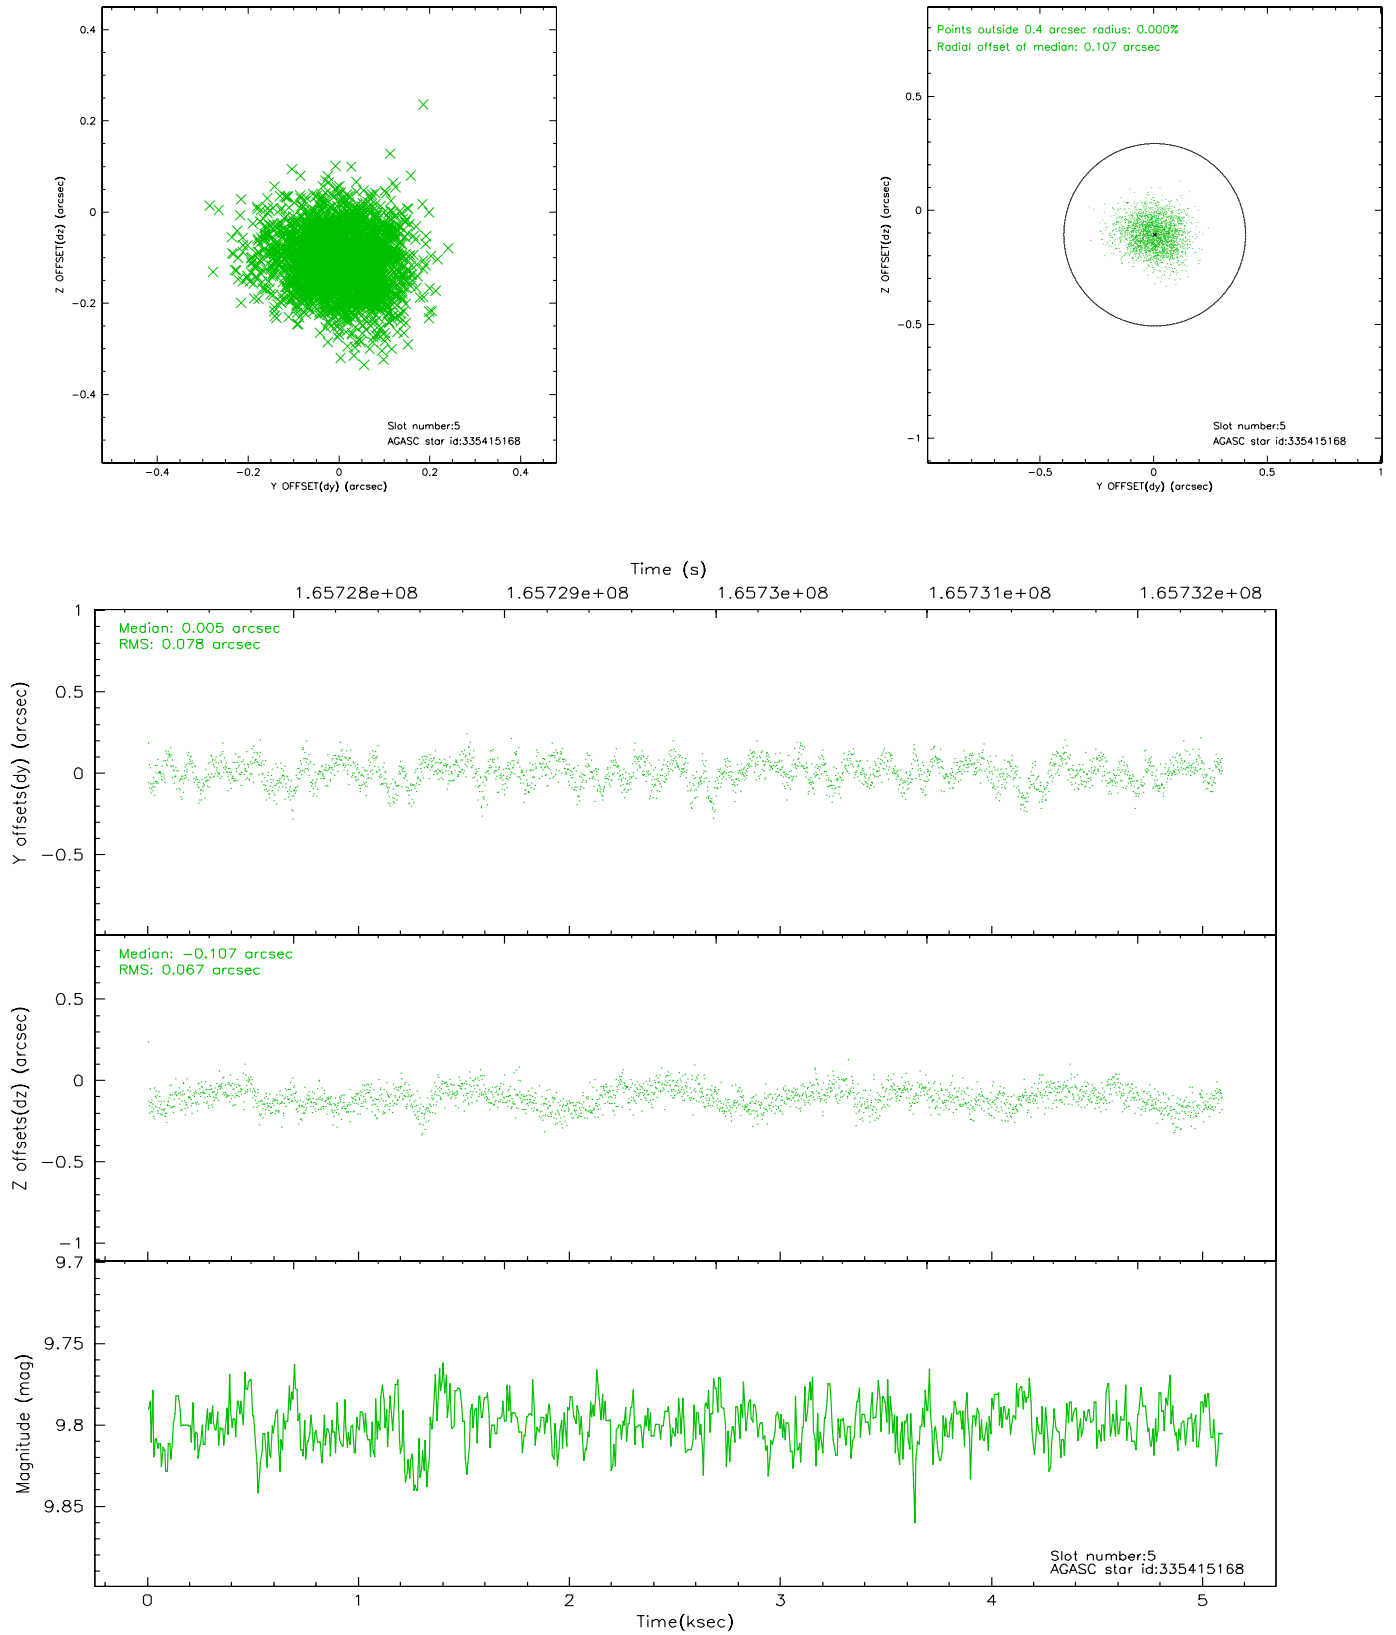 0.4
0.2
0
−0.2
−0.4
Z OFFSET(dz) (arcsec)
Slot number:5
AGASC star id:335415168
−0.4
−0.2
0
0.2
0.4
Y OFFSET(dy) (arcsec)
Points outside 0.4 arcsec radius: 0.000%
Radial offset of median: 0.107 arcsec
0.5
0
−0.5
−1
Z OFFSET(dz) (arcsec)
Slot number:5
AGASC star id:335415168
−0.5
0
0.5
1
Y OFFSET(dy) (arcsec)
Time (s)
1.65728e+08
1.65729e+08
1.6573e+08
1.65731e+08
1.65732e+08
Median: 0.005 arcsec
RMS: 0.078 arcsec
1
0.5
0
−0.5
Y offsets(dy) (arcsec)
Median: −0.107 arcsec
RMS: 0.067 arcsec
0.5
0
−0.5
−1
Z offsets(dz) (arcsec)
9.7
9.75
9.8
9.85
Magnitude (mag)
Slot number:5
AGASC star id:335415168
0
1
2
3
4
5
Time(ksec)